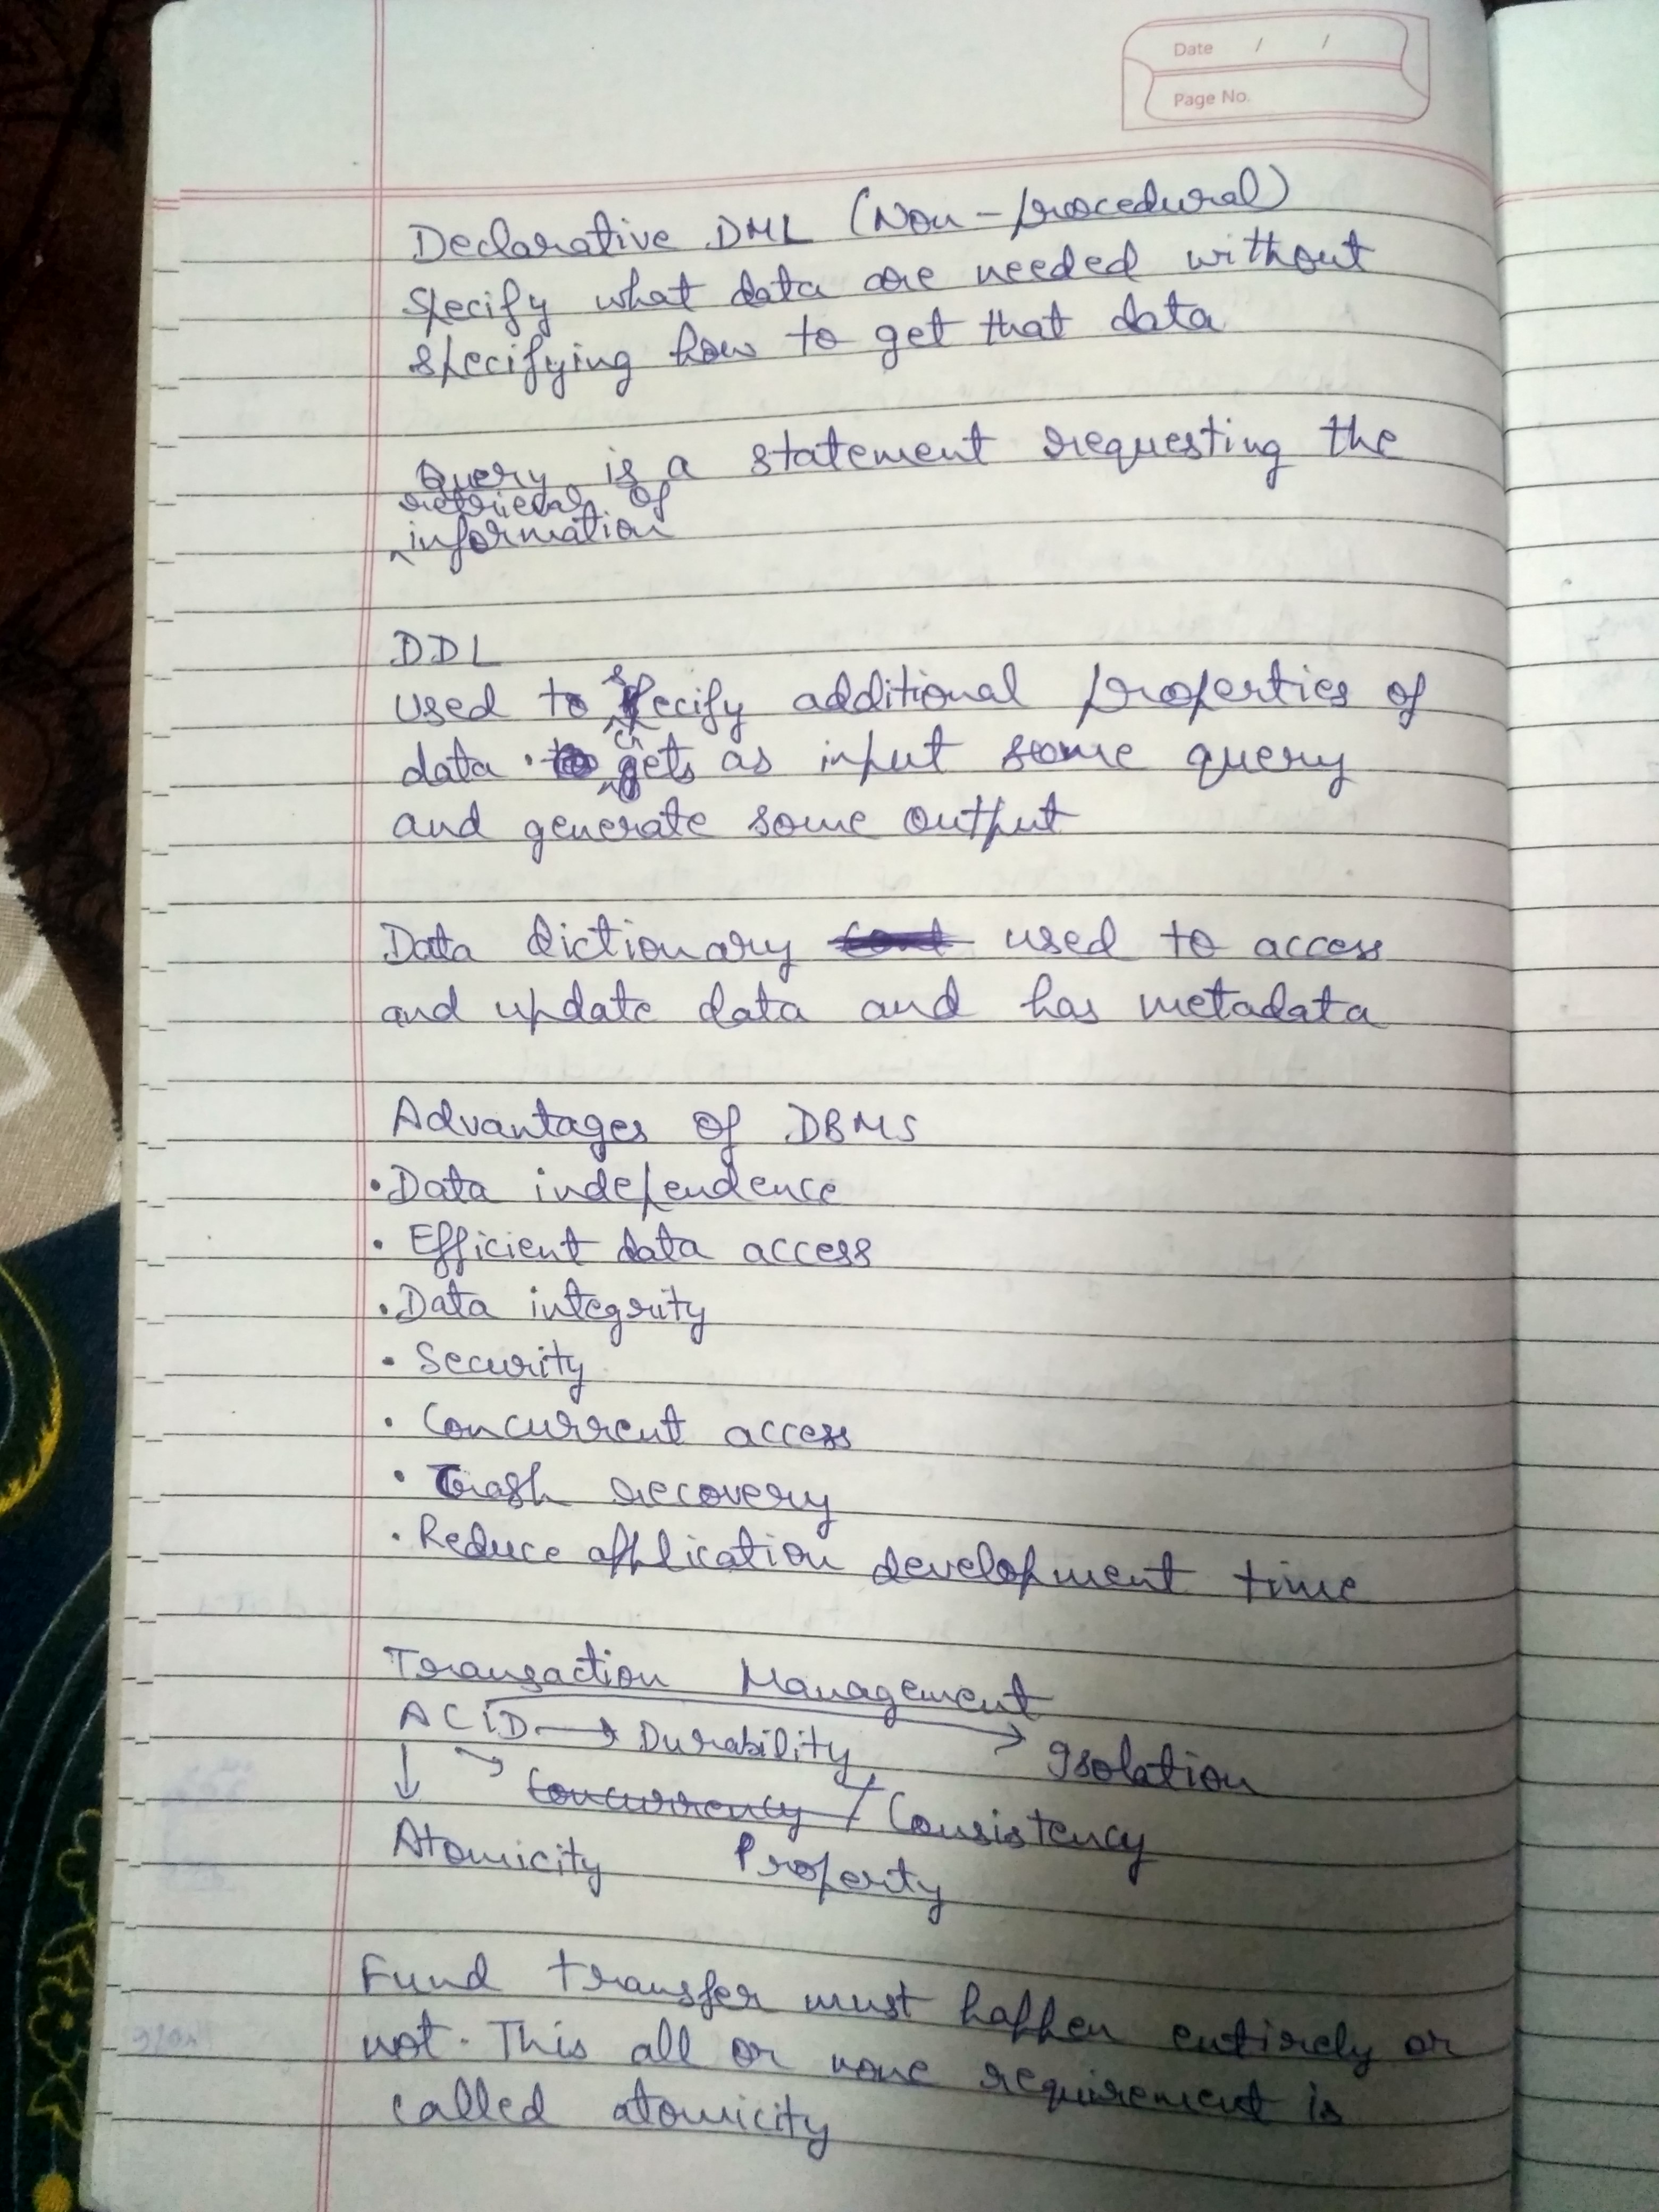 Date / /
Page No.
Declarative DML (Non-procedural)
specify what data are needed without
specifying how to get that data
Query is a statement requesting the
retrieval of
information
DDL
Used to specify additional properties of
data. gets as input some query
and generate some output
Data dictionary used to access
and update data and has metadata
Advantages of DBMS
• Data independence
• Efficient data access
• Data integrity
• Security
• Concurrent access
• Crash recovery
• Reduce application development time
Transaction Management
ACID → Durability → Isolation
↓ → Concurrency / Consistency
Atomicity Property
Fund transfer must happen entirely or
not. This all or none requirement is
called atomicity